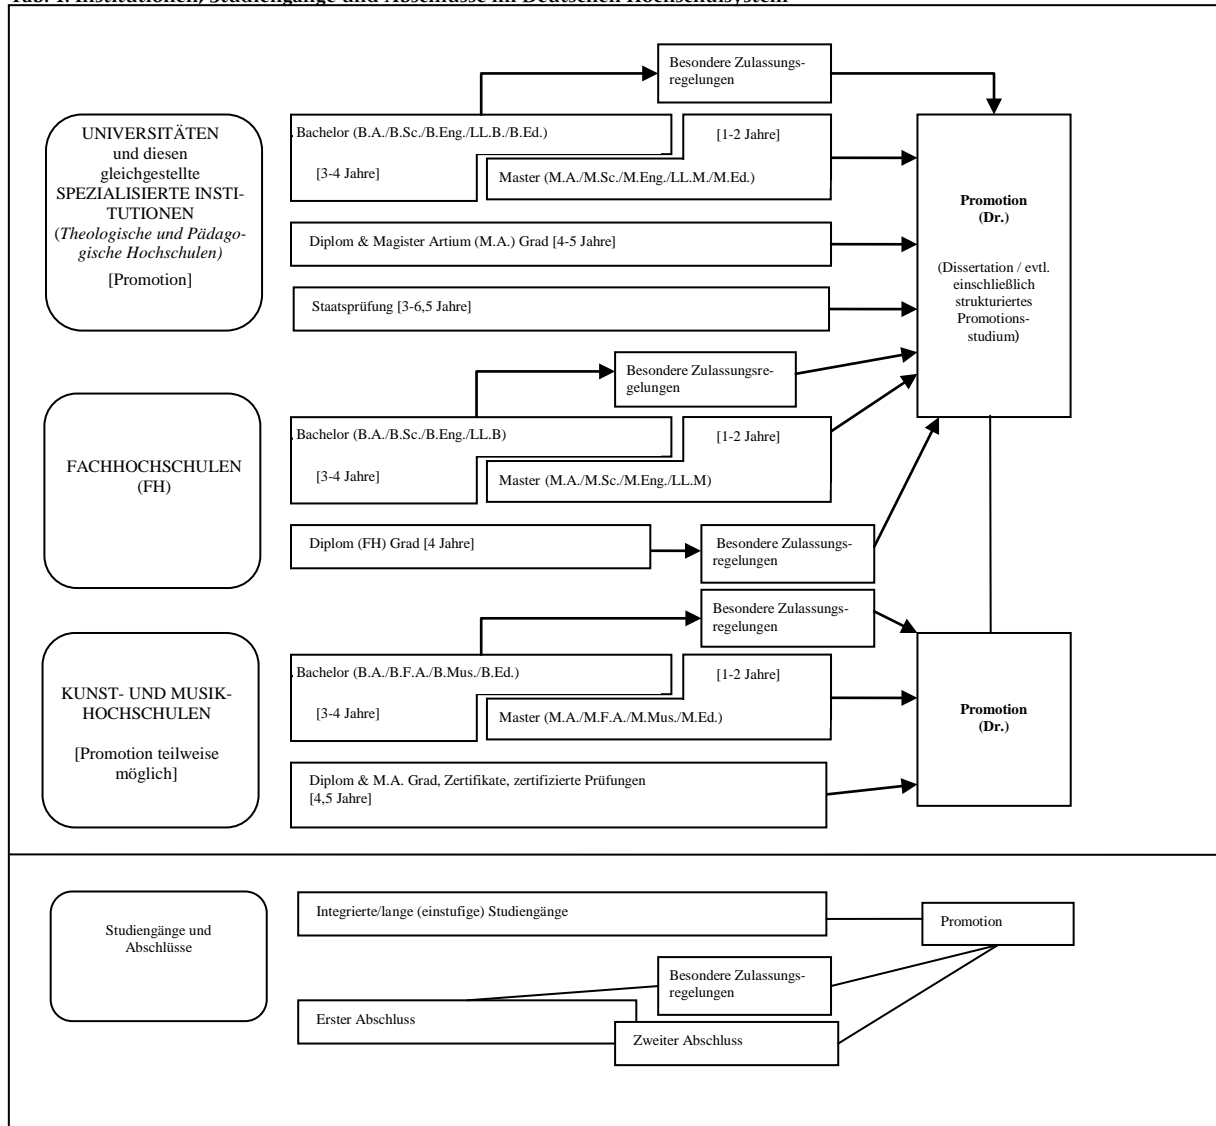 Tab. 1: Institutionen, Studiengänge und Abschlüsse im Deutschen Hochschulsystem
Besondere Zulassungs-
regelungen
UNIVERSITÄTEN
und diesen
gleichgestellte
SPEZIALISIERTE INSTI-
TUTIONEN
(Theologische und Pädago-
gische Hochschulen)
[Promotion]
Bachelor (B.A./B.Sc./B.Eng./LL.B./B.Ed.)
[3-4 Jahre]
[1-2 Jahre]
Master (M.A./M.Sc./M.Eng./LL.M./M.Ed.)
Diplom & Magister Artium (M.A.) Grad [4-5 Jahre]
Staatsprüfung [3-6,5 Jahre]
Promotion
(Dr.)
(Dissertation / evtl.
einschließlich
strukturiertes
Promotions-
studium)
Besondere Zulassungsre-
gelungen
FACHHOCHSCHULEN
(FH)
Bachelor (B.A./B.Sc./B.Eng./LL.B)
[3-4 Jahre]
[1-2 Jahre]
Master (M.A./M.Sc./M.Eng./LL.M)
Diplom (FH) Grad [4 Jahre]
Besondere Zulassungs-
regelungen
Besondere Zulassungs-
regelungen
KUNST- UND MUSIK-
HOCHSCHULEN
[Promotion teilweise
möglich]
Bachelor (B.A./B.F.A./B.Mus./B.Ed.)
[3-4 Jahre]
[1-2 Jahre]
Master (M.A./M.F.A./M.Mus./M.Ed.)
Diplom & M.A. Grad, Zertifikate, zertifizierte Prüfungen
[4,5 Jahre]
Promotion
(Dr.)
Studiengänge und
Abschlüsse
Integrierte/lange (einstufige) Studiengänge
Promotion
Besondere Zulassungs-
regelungen
Erster Abschluss
Zweiter Abschluss